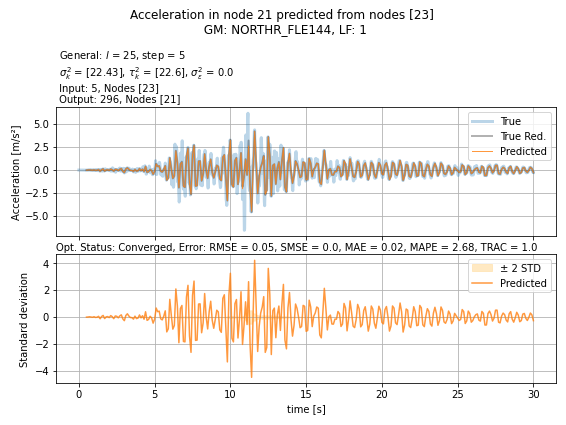 Acceleration in node 21 predicted from nodes [23]
GM: NORTHR_FLE144, LF: 1
General: l = 25, step = 5
σ²ₖ = [22.43], τ²ₖ = [22.6], σ²ε = 0.0
Input: 5, Nodes [23]
Output: 296, Nodes [21]
Acceleration [m/s²]
5.0
2.5
0.0
−2.5
−5.0
True
True Red.
Predicted
Opt. Status: Converged, Error: RMSE = 0.05, SMSE = 0.0, MAE = 0.02, MAPE = 2.68, TRAC = 1.0
Standard deviation
4
2
0
−2
−4
± 2 STD
Predicted
0 5 10 15 20 25 30
time [s]